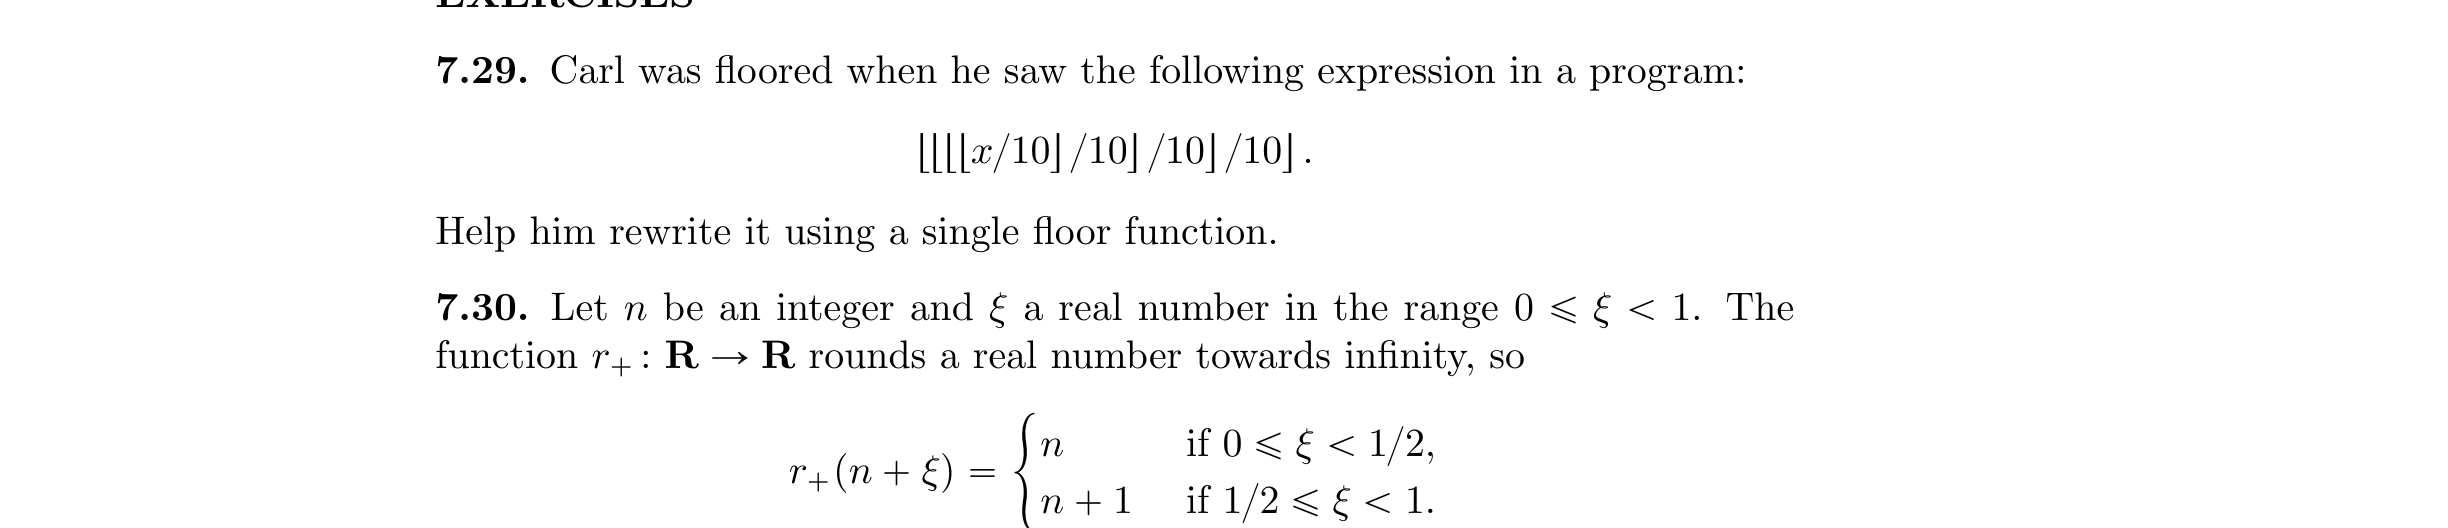 EXERCISES
7.29. Carl was floored when he saw the following expression in a program:
⌊⌊⌊⌊x/10⌋/10⌋/10⌋/10⌋.
Help him rewrite it using a single floor function.
7.30. Let n be an integer and ξ a real number in the range 0 ⩽ ξ < 1. The
function r₊: R → R rounds a real number towards infinity, so
r₊(n + ξ) = { n if 0 ⩽ ξ < 1/2,
n + 1 if 1/2 ⩽ ξ < 1.